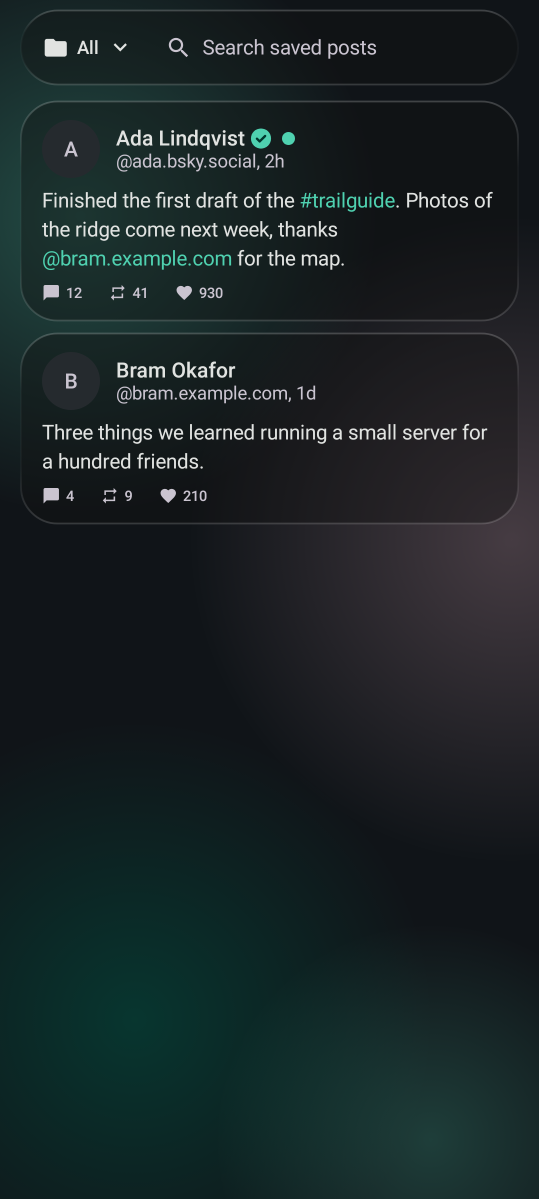 All
Search saved posts
A
Ada Lindqvist
@ada.bsky.social, 2h
Finished the first draft of the #trailguide. Photos of
the ridge come next week, thanks
@bram.example.com for the map.
12 41 930
B
Bram Okafor
@bram.example.com, 1d
Three things we learned running a small server for
a hundred friends.
4 9 210